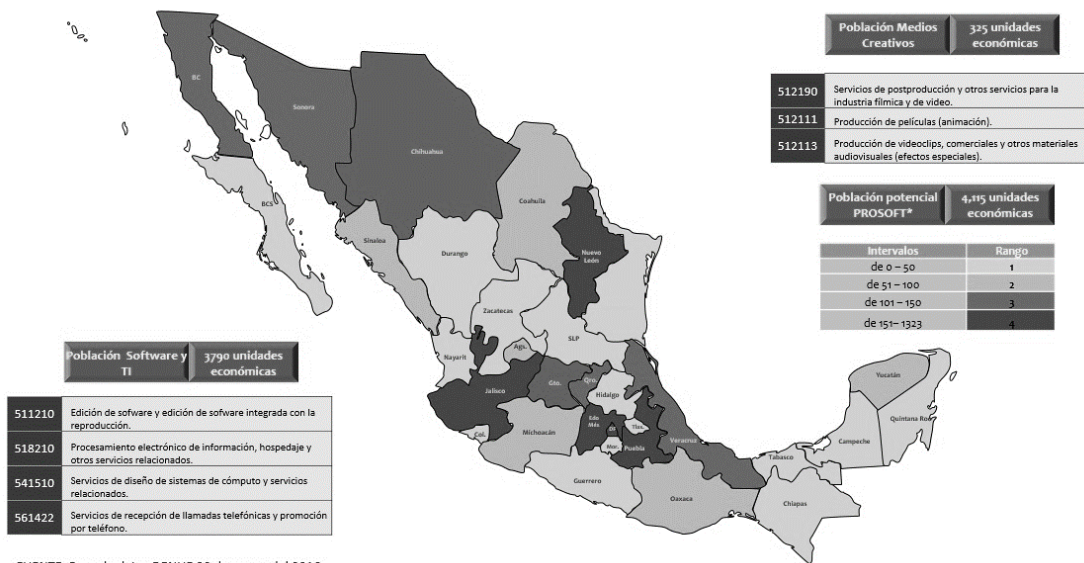 Población Medios
Creativos
325 unidades
económicas
512190
Servicios de postproducción y otros servicios para la
industria fílmica y de video.
512111
Producción de películas (animación).
512113
Producción de videoclips, comerciales y otros materiales
audiovisuales (efectos especiales).
Población potencial
PROSOFT*
4,115 unidades
económicas
Intervalos Rango
de 0 – 50 1
de 51 – 100 2
de 101 – 150 3
de 151– 1323 4
BC
Sonora
Chihuahua
BCS
Coahuila
Sinaloa
Durango
Nuevo
León
Zacatecas
SLP
Nayarit
Ags.
Jalisco
Gto.
Qro.
Hidalgo
Col.
Michoacán
Edo
Méx
DF
Tlax.
Mor.
Puebla
Veracruz
Guerrero
Oaxaca
Tabasco
Chiapas
Campeche
Yucatán
Quintana Roo
Población Software y
TI
3790 unidades
económicas
511210
Edición de sofware y edición de sofware integrada con la
reproducción.
518210
Procesamiento electrónico de información, hospedaje y
otros servicios relacionados.
541510
Servicios de diseño de sistemas de cómputo y servicios
relacionados.
561422
Servicios de recepción de llamadas telefónicas y promoción
por teléfono.